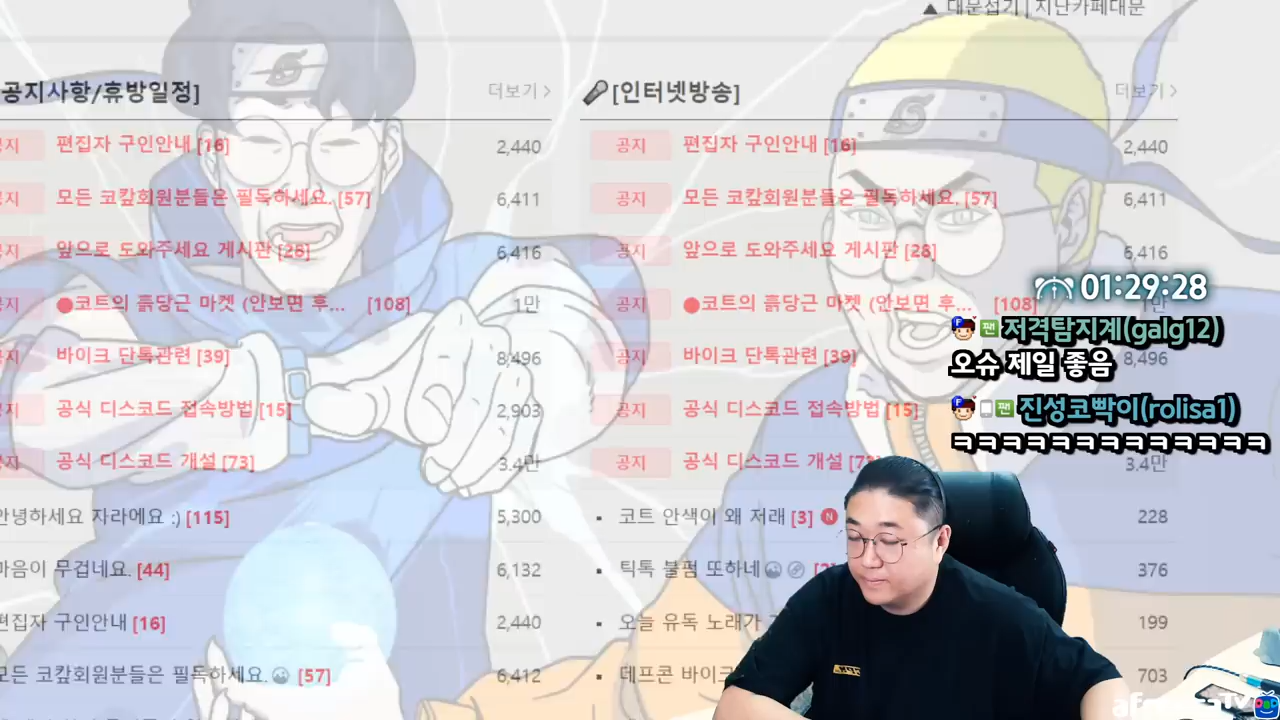 ▲ 대문접기 | 지난카페대문
공지사항/휴방일정]
더보기 >
공지 편집자 구인안내 [16] 2,440
공지 모든 코캎회원분들은 필독하세요. [57] 6,411
공지 앞으로 도와주세요 게시판 [28] 6,416
공지 ●코트의 흙당근 마켓 (안보면 후... [108] 1만
공지 바이크 단톡관련 [39] 8,496
공지 공식 디스코드 접속방법 [15] 2,903
공지 공식 디스코드 개설 [73] 3.4만
안녕하세요 자라에요 :) [115] 5,300
마음이 무겁네요. [44] 6,132
편집자 구인안내 [16] 2,440
모든 코캎회원분들은 필독하세요. [57] 6,412
[인터넷방송]
더보기 >
공지 편집자 구인안내 [16] 2,440
공지 모든 코캎회원분들은 필독하세요. [57] 6,411
공지 앞으로 도와주세요 게시판 [28] 6,416
공지 ●코트의 흙당근 마켓 (안보면 후... [108]
공지 바이크 단톡관련 [39] 8,496
공지 공식 디스코드 접속방법 [15]
공지 공식 디스코드 개설 3.4만
코트 안색이 왜 저래 [3] N 228
틱톡 불펌 또하네 376
오늘 유독 노래가 199
데프콘 바이크 703
01:29:28
F 팬 저격탐지계(galg12)
오슈 제일 좋음
F 팬 진성코빡이(rolisa1)
ㅋㅋㅋㅋㅋㅋㅋㅋㅋㅋㅋㅋㅋ